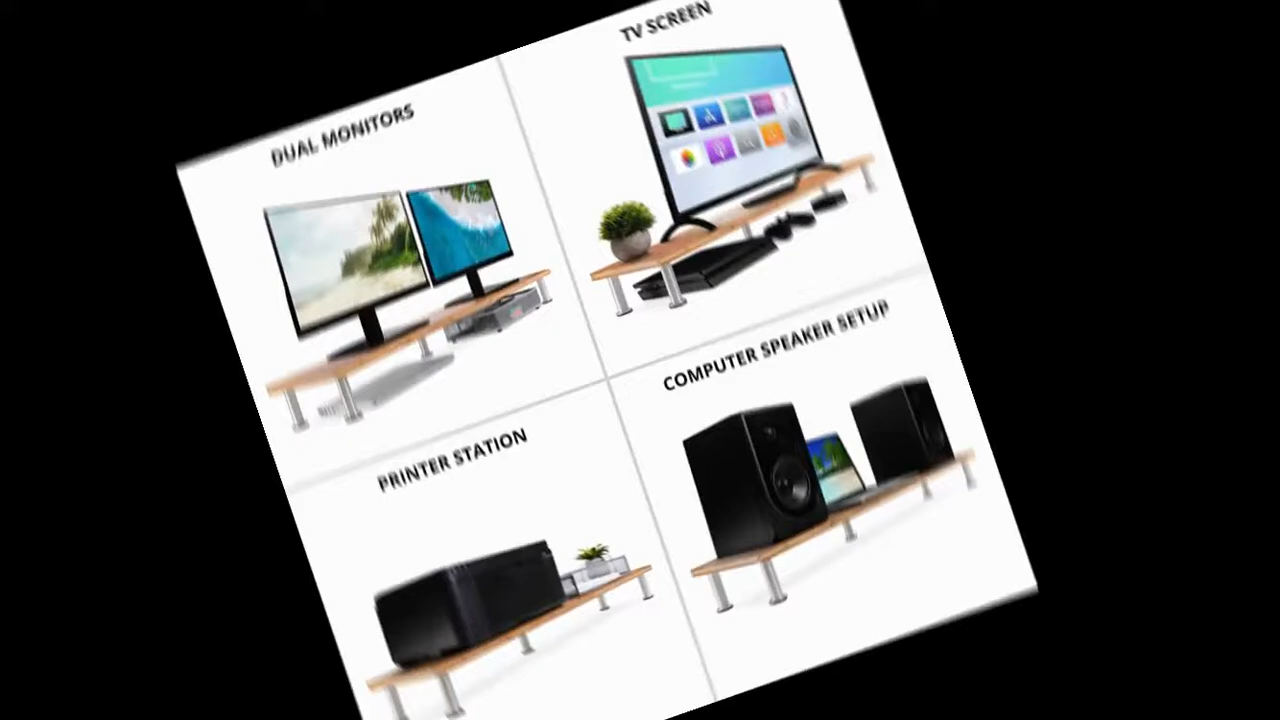 DUAL MONITORS
TV SCREEN
PRINTER STATION
COMPUTER SPEAKER SETUP